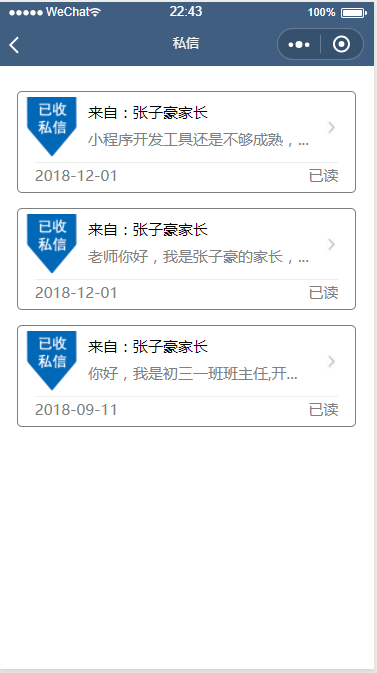 WeChat 22:43 100%
私信
已收
私信
来自：张子豪家长
小程序开发工具还是不够成熟，...
2018-12-01 已读
已收
私信
来自：张子豪家长
老师你好，我是张子豪的家长，...
2018-12-01 已读
已收
私信
来自：张子豪家长
你好，我是初三一班班主任,开...
2018-09-11 已读